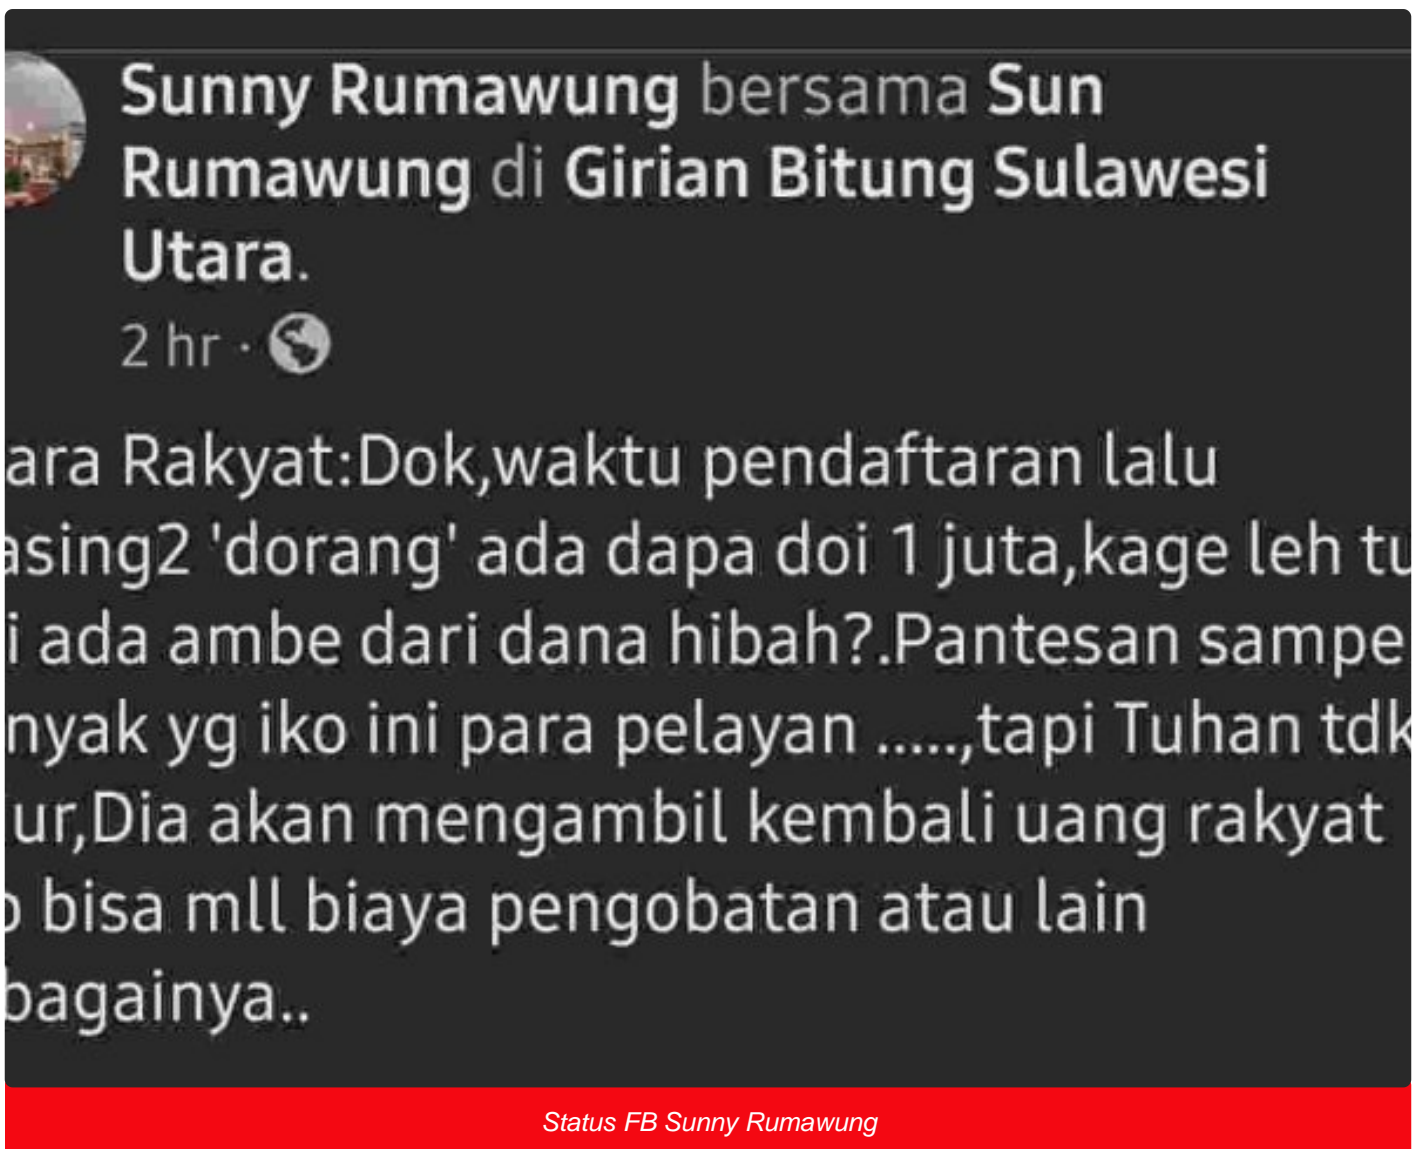 Sunny Rumawung bersama Sun
Rumawung di Girian Bitung Sulawesi
Utara.
2 hr ·
ara Rakyat:Dok,waktu pendaftaran lalu
asing2 'dorang' ada dapa doi 1 juta,kage leh tu
i ada ambe dari dana hibah?.Pantesan sampe
nyak yg iko ini para pelayan .....,tapi Tuhan tdk
ur,Dia akan mengambil kembali uang rakyat
bisa mll biaya pengobatan atau lain
bagainya..
Status FB Sunny Rumawung